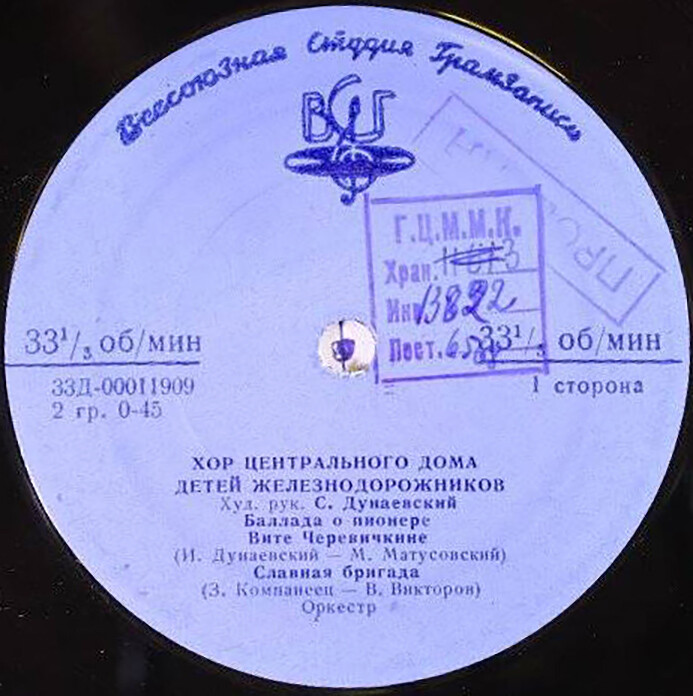 Всесоюзная Студия Грамзаписи
ВСГ
Г.Ц.М.М.К.
Хран.
Инв. 3892
Пост.
33⅓ об/мин
33⅓ об/мин
33Д-00011909
2 гр. 0-45
1 сторона
ХОР ЦЕНТРАЛЬНОГО ДОМА
ДЕТЕЙ ЖЕЛЕЗНОДОРОЖНИКОВ
Худ. рук. С. Дунаевский
Баллада о пионере
Вите Черевичкине
(И. Дунаевский — М. Матусовский)
Славная бригада
(З. Компанеец — В. Викторов)
Оркестр